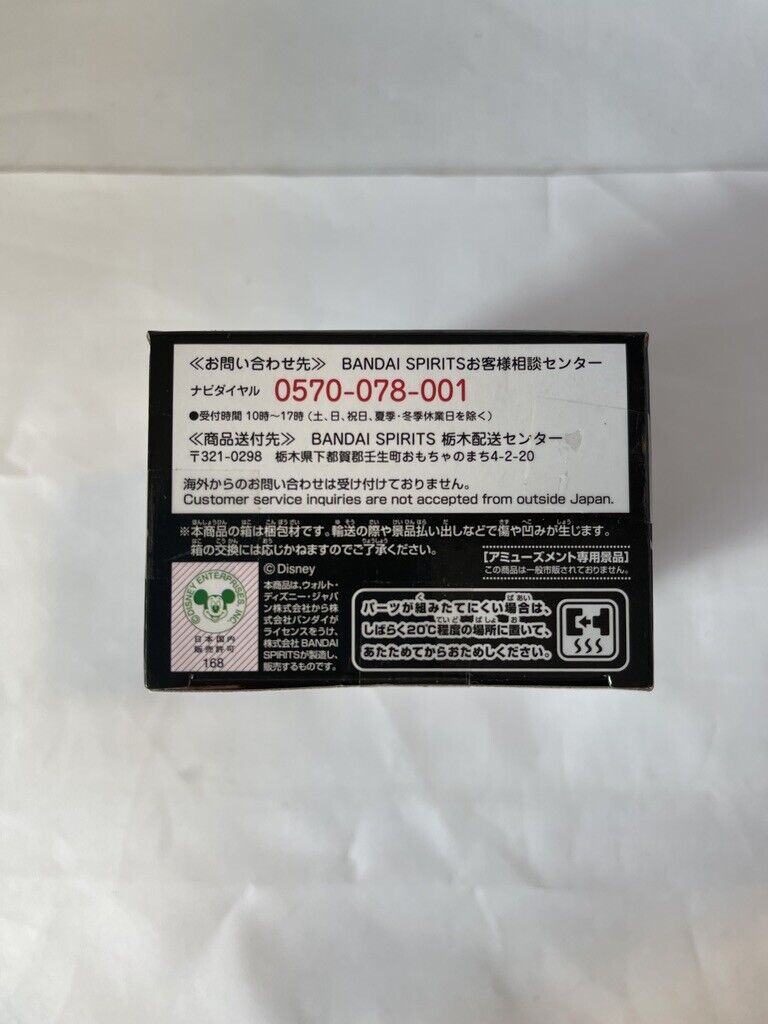 ≪お問い合わせ先≫ BANDAI SPIRITSお客様相談センター
ナビダイヤル 0570-078-001
●受付時間 10時～17時(土、日、祝日、夏季・冬季休業日を除く)
≪商品送付先≫ BANDAI SPIRITS 栃木配送センター
〒321-0298 栃木県下都賀郡壬生町おもちゃのまち4-2-20
海外からのお問い合わせは受け付けておりません。
Customer service inquiries are not accepted from outside Japan.
※本商品の箱は梱包材です。輸送の際や景品払い出しなどで傷や凹みが生じます。
箱の交換には応じかねますのでご了承ください。
【アミューズメント専用景品】
この商品は一般市販されておりません。
©DISNEY ENTERPRISES, INC.
日本国内
販売許可
168
©Disney
本商品は、ウォルト・
ディズニー・ジャパ
ン株式会社から株
式会社バンダイが
ライセンスをうけ、
株式会社 BANDAI
SPIRITSが製造し、
販売するものです。
パーツが組みたてにくい場合は、
しばらく20℃程度の場所に置いて、
あたためてからおためしください。